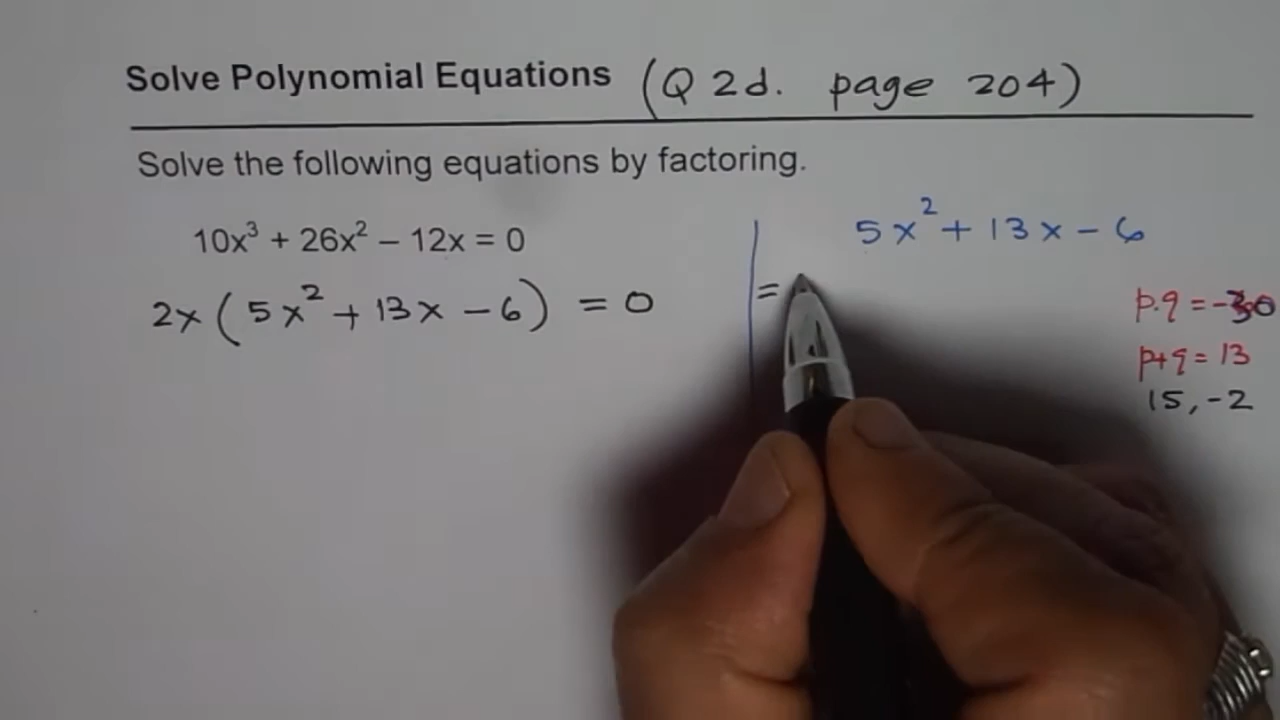 Solve Polynomial Equations (Q 2d. page 204)
Solve the following equations by factoring.
10x³ + 26x² – 12x = 0
2x (5x² + 13x – 6) = 0
5x² + 13x – 6
=
p.q = -30
p+q = 13
15, -2